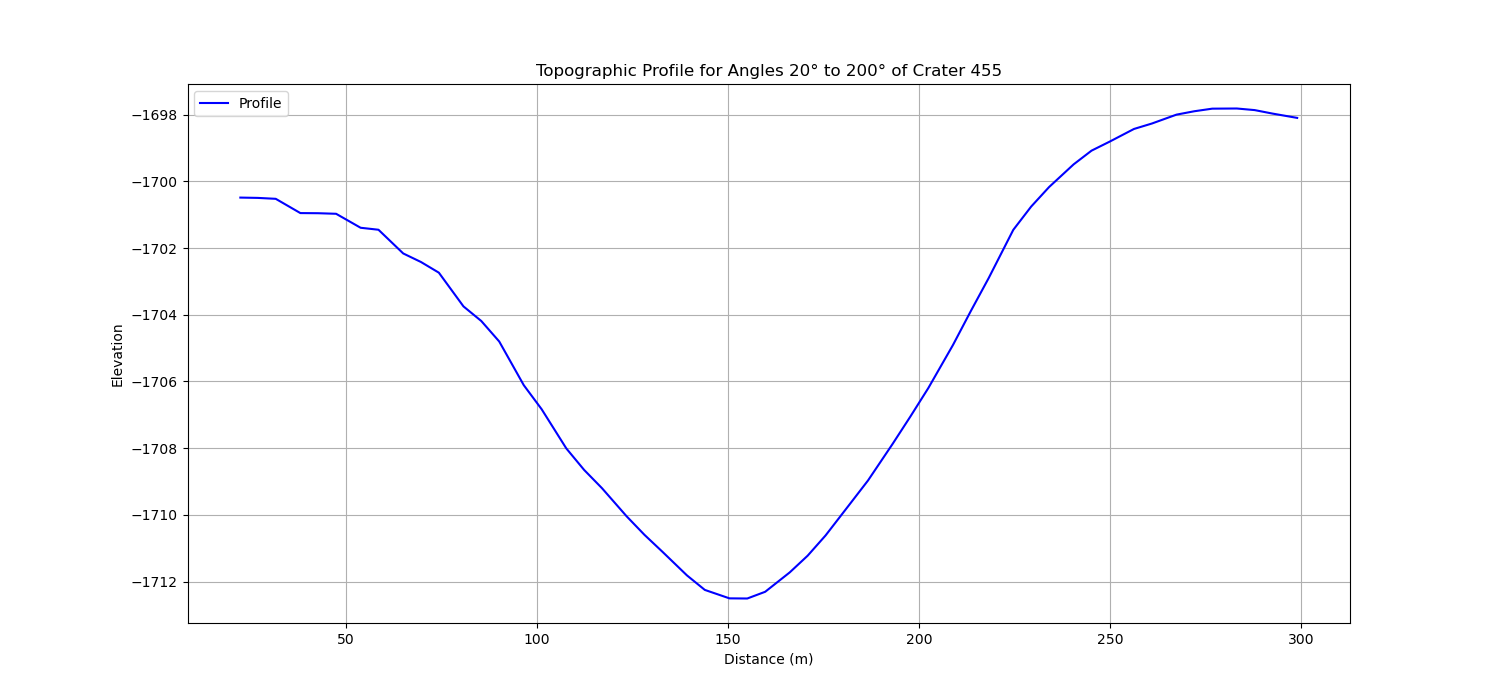 Topographic Profile for Angles 20° to 200° of Crater 455
Profile
−1698
−1700
−1702
−1704
−1706
−1708
−1710
−1712
Elevation
50 100 150 200 250 300
Distance (m)